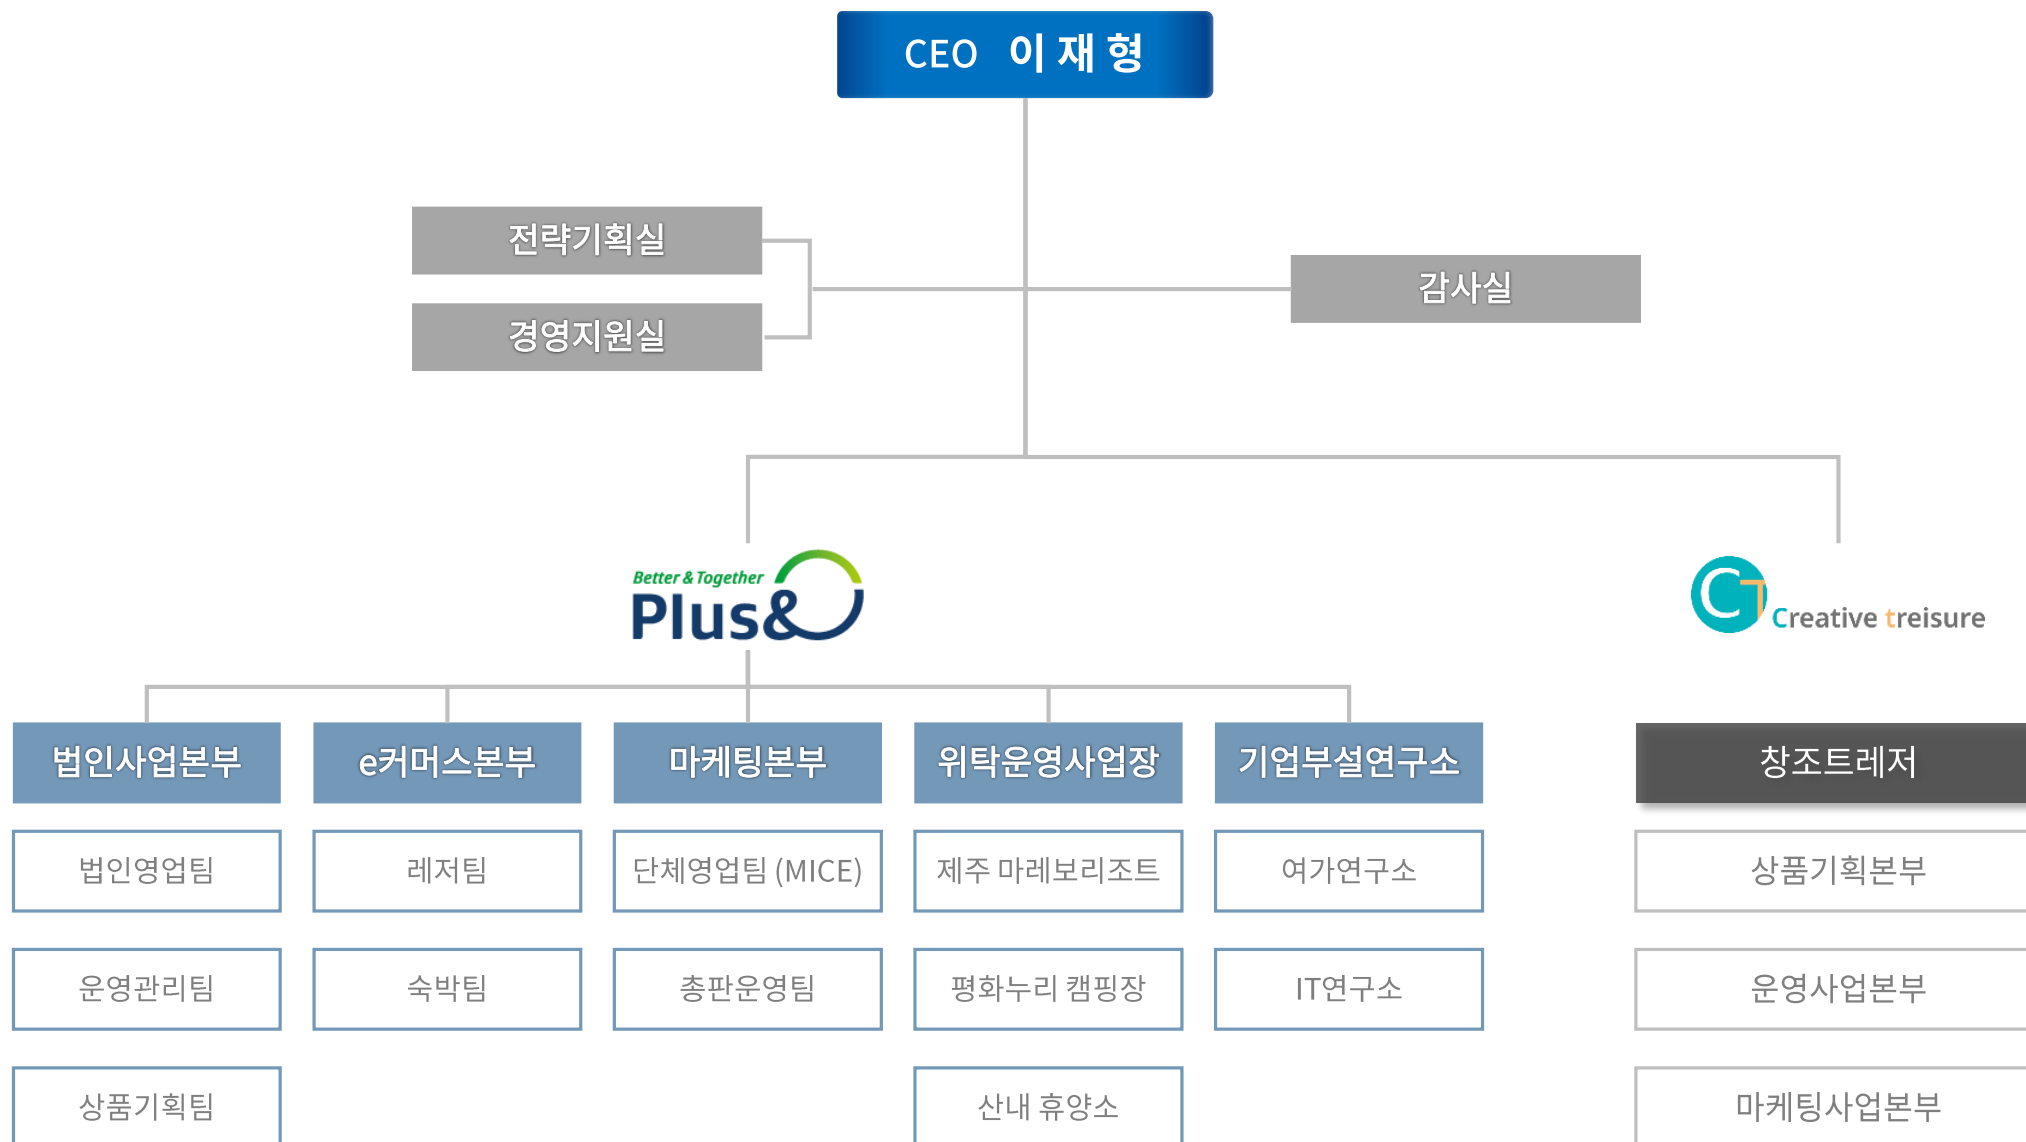 CEO 이재형
전략기획실
경영지원실
감사실
Better & Together
Plus&
Creative treisure
법인사업본부
e커머스본부
마케팅본부
위탁운영사업장
기업부설연구소
창조트레저
법인영업팀
레저팀
단체영업팀 (MICE)
제주 마레보리조트
여가연구소
상품기획본부
운영관리팀
숙박팀
총판운영팀
평화누리 캠핑장
IT연구소
운영사업본부
상품기획팀
산내 휴양소
마케팅사업본부